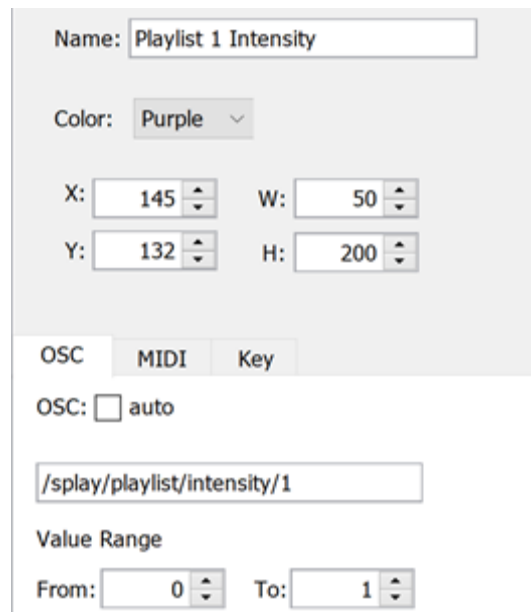 Name: Playlist 1 Intensity
Color: Purple
X: 145 W: 50
Y: 132 H: 200
OSC MIDI Key
OSC: auto
/splay/playlist/intensity/1
Value Range
From: 0 To: 1